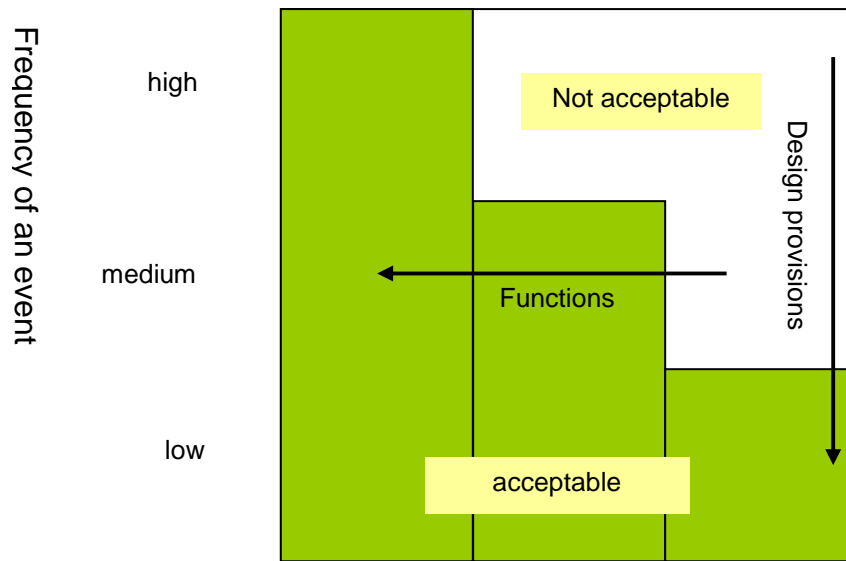 Frequency of an event
high
Not acceptable
Design provisions
medium
Functions
low
acceptable